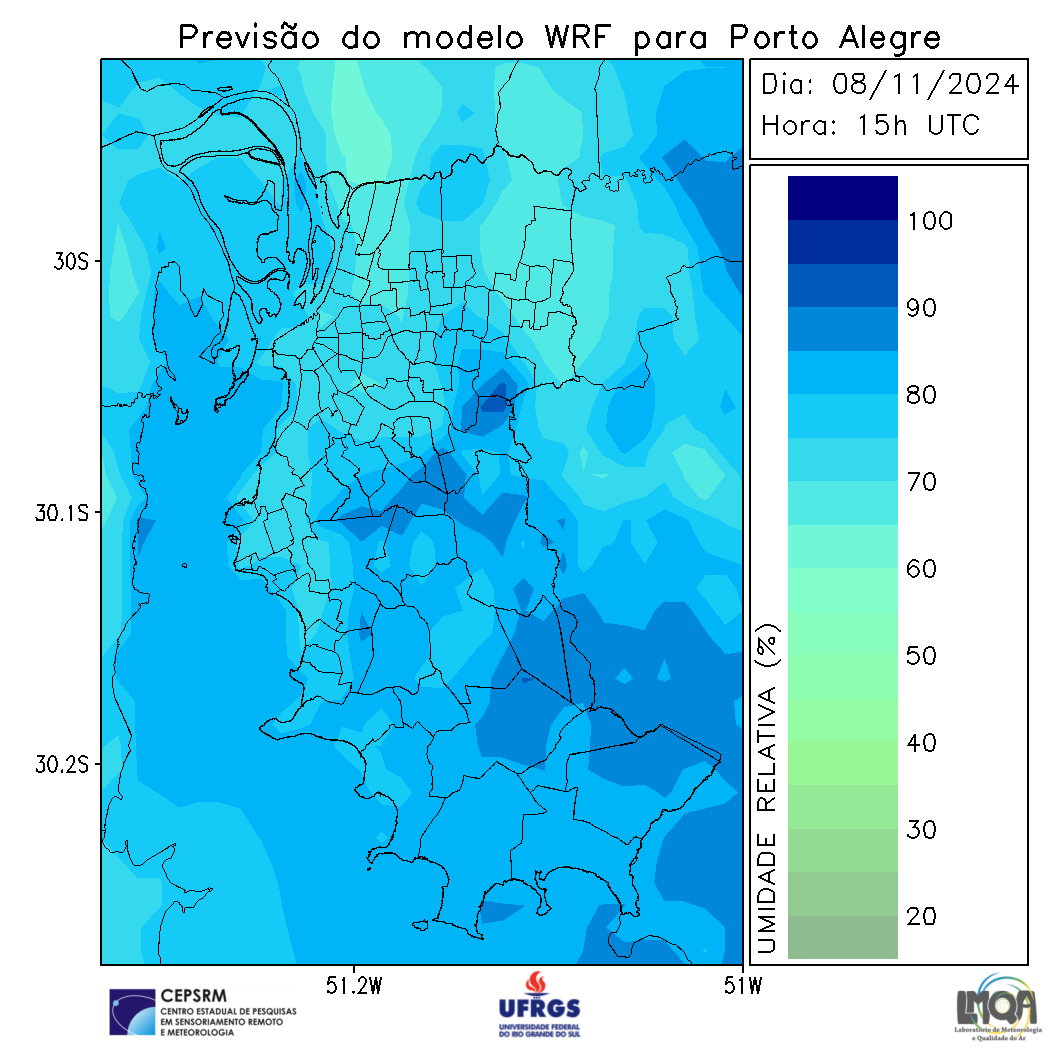 Previsão do modelo WRF para Porto Alegre
Dia: 08/11/2024
Hora: 15h UTC
30S
30.1S
30.2S
51.2W
51W
UMIDADE RELATIVA (%)
100
90
80
70
60
50
40
30
20
CEPSRM
CENTRO ESTADUAL DE PESQUISAS
EM SENSORIAMENTO REMOTO
E METEOROLOGIA
UFRGS
UNIVERSIDADE FEDERAL
DO RIO GRANDE DO SUL
LMQA
Laboratório de Meteorologia
e Qualidade do Ar